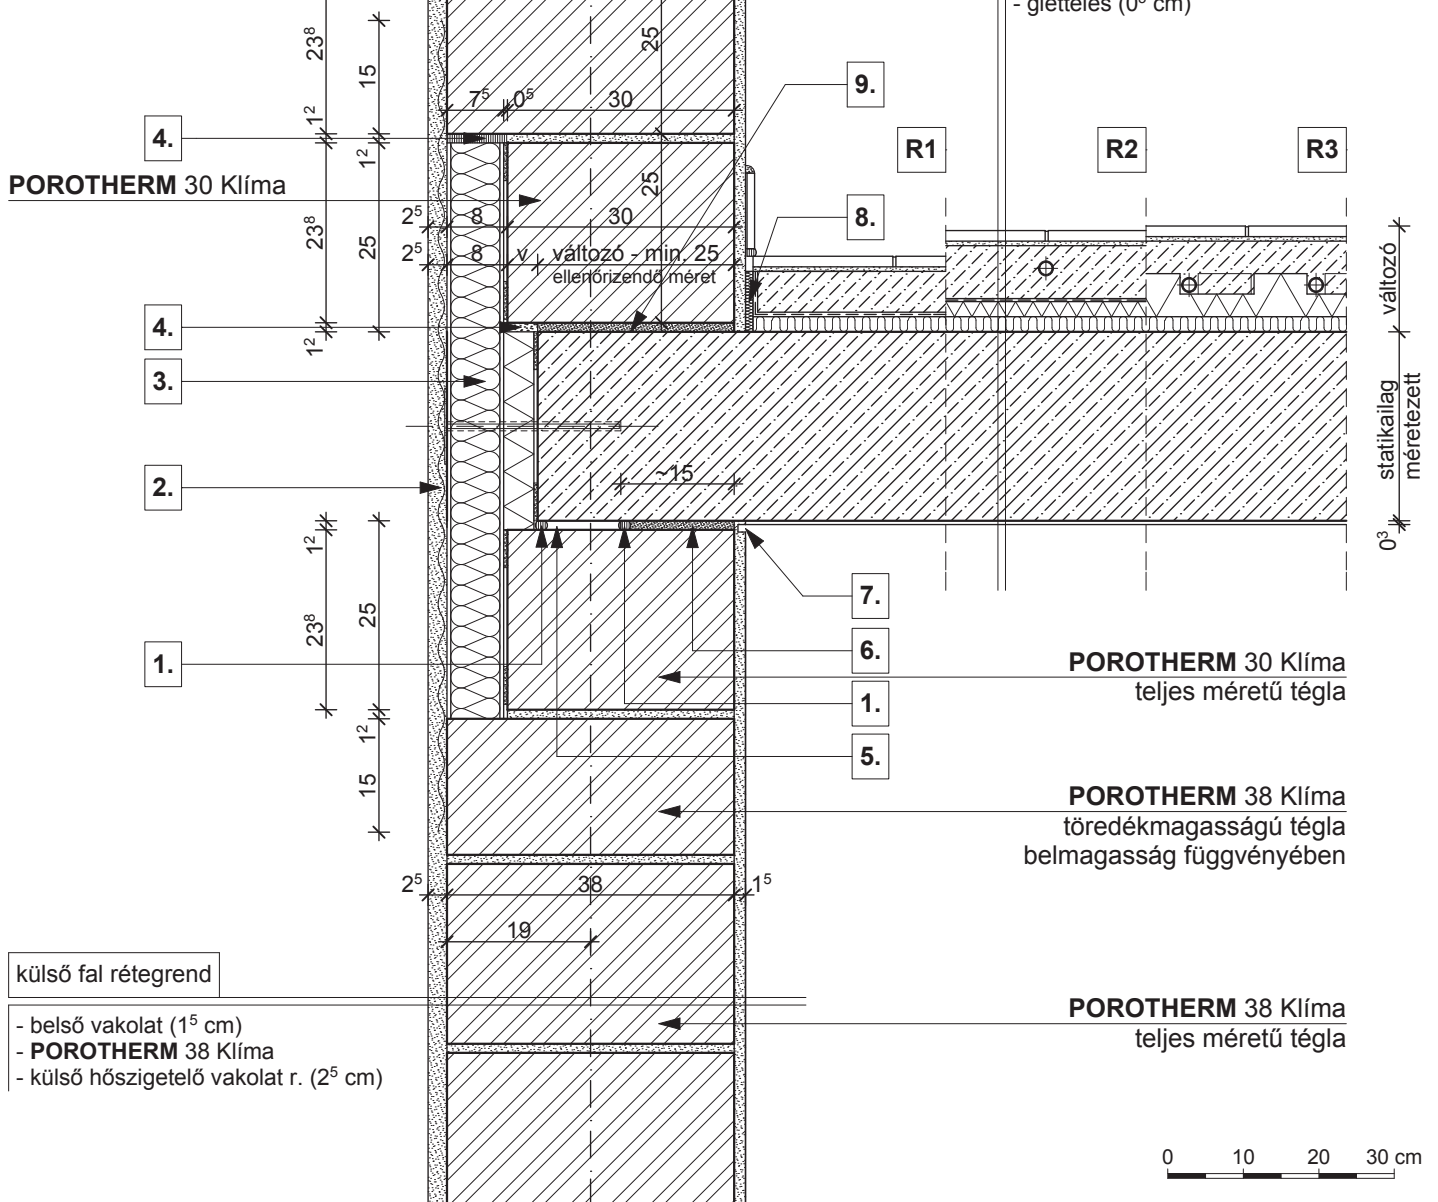 - glettelés (0⁵ cm)
23⁸
15
25
7⁵ 0⁵ 30
1²
9.
4.
R1 R2 R3
1²
POROTHERM 30 Klíma
25
2⁵ 8 30
8.
23⁸
25
2⁵ 8 v változó - min. 25
ellenőrizendő méret
változó
4.
1²
3.
statikailag
méretezett
~15
2.
1²
0³
7.
25
23⁸
6.
1.
POROTHERM 30 Klíma
teljes méretű tégla
1.
1²
5.
15
POROTHERM 38 Klíma
töredékmagasságú tégla
belmagasság függvényében
2⁵ 38 1⁵
19
külső fal rétegrend
POROTHERM 38 Klíma
teljes méretű tégla
- belső vakolat (1⁵ cm)
- POROTHERM 38 Klíma
- külső hőszigetelő vakolat r. (2⁵ cm)
0 10 20 30 cm